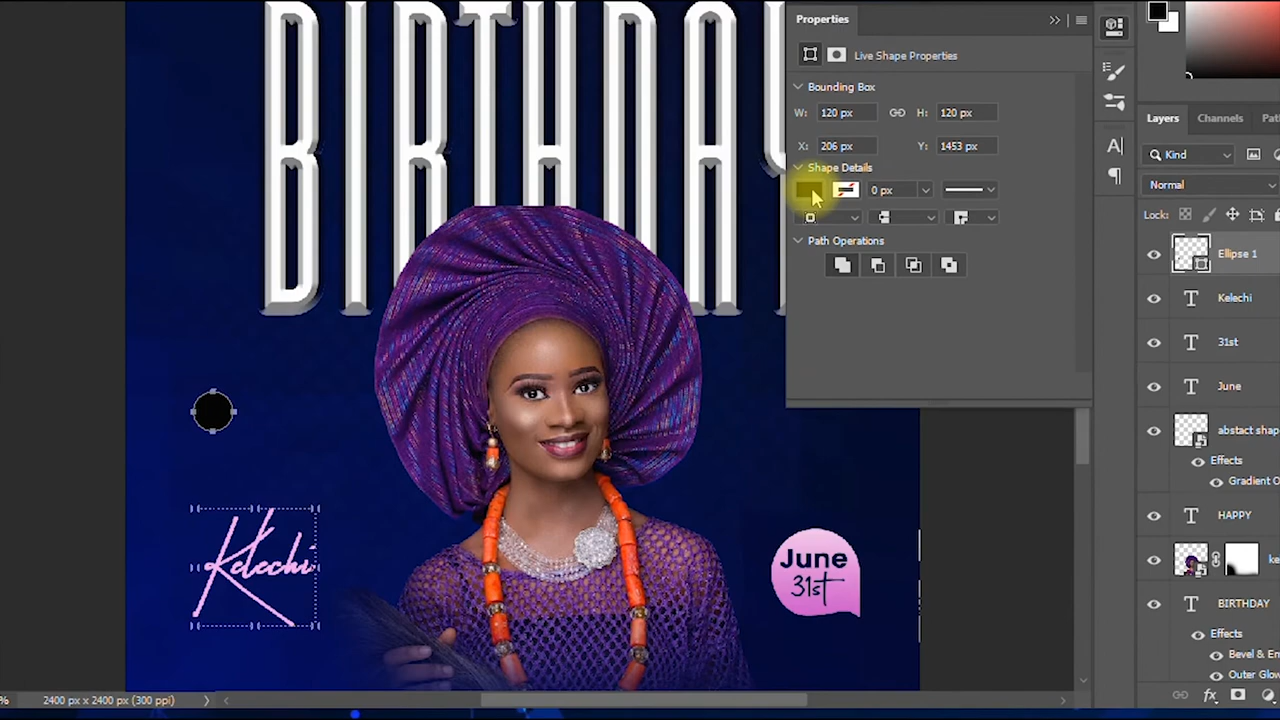 BIRTHDAY
Kelechi
June
31st
Properties
Live Shape Properties
Bounding Box
W: 120 px H: 120 px
X: 206 px Y: 1453 px
Shape Details
0 px
Path Operations
Layers Channels
Kind
Normal
Lock:
Ellipse 1
Kelechi
31st
June
abstact shap
Effects
Gradient O
HAPPY
ke
BIRTHDAY
Effects
Bevel & Em
Outer Glow
% 2400 px x 2400 px (300 ppi)